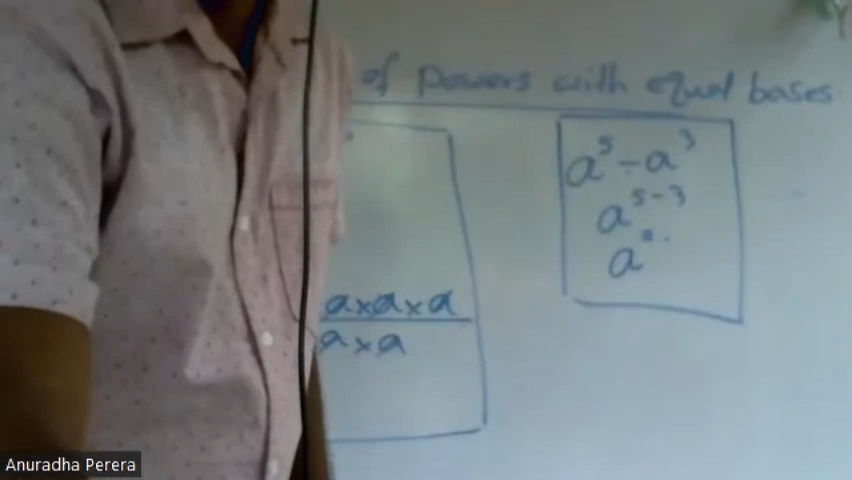 of Powers with equal bases
a⁵ ÷ a³
a⁵⁻³
a
a×a×a
a×a
Anuradha Perera